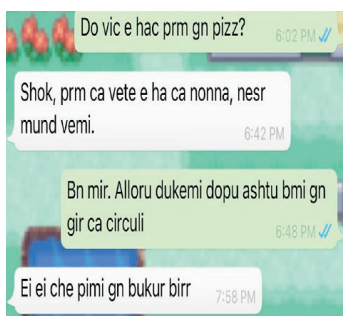 Do vic e hac prm gn pizz?
6:02 PM
Shok, prm ca vete e ha ca nonna, nesr
mund vemi.
6:42 PM
Bn mir. Alloru dukemi dopu ashtu bmi gn
gir ca circuli
6:48 PM
Ei ei che pimi gn bukur birr
7:58 PM